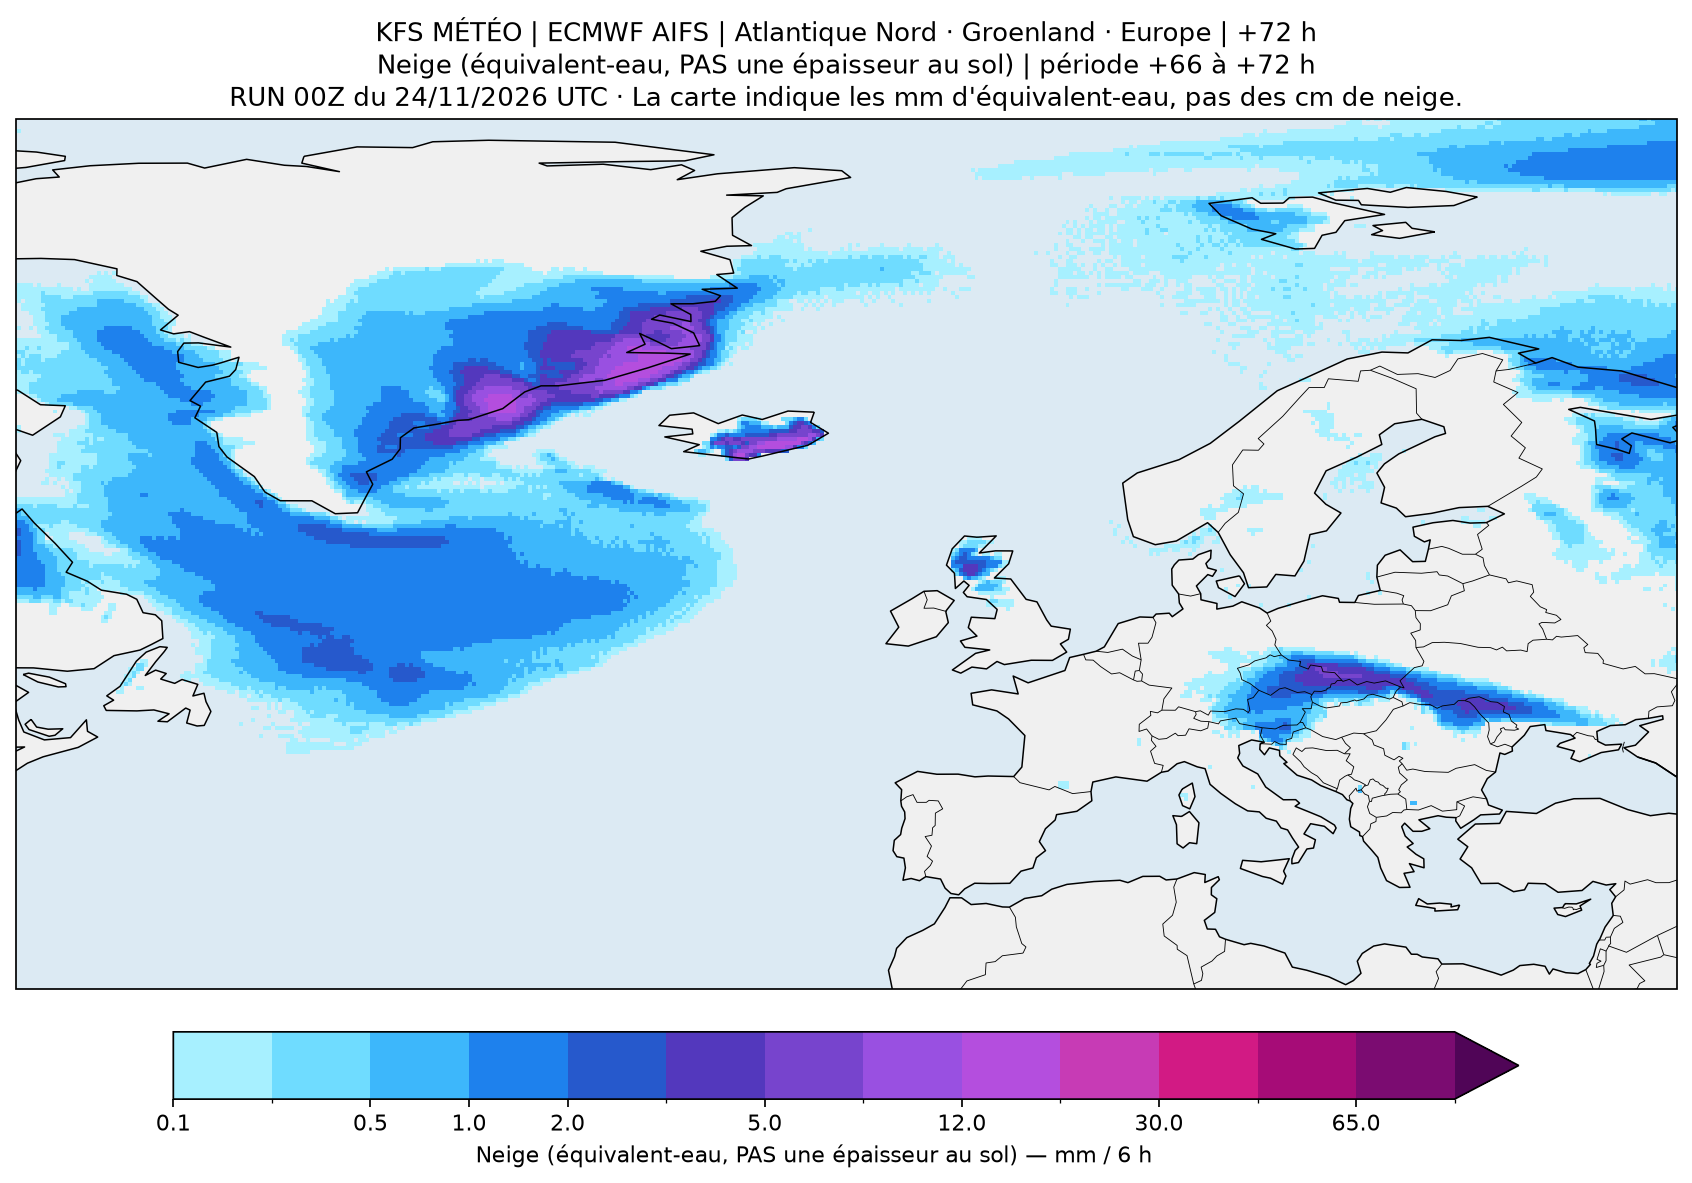 KFS MÉTÉO | ECMWF AIFS | Atlantique Nord · Groenland · Europe | +72 h
Neige (équivalent-eau, PAS une épaisseur au sol) | période +66 à +72 h
RUN 00Z du 24/11/2026 UTC · La carte indique les mm d'équivalent-eau, pas des cm de neige.
0.1 0.5 1.0 2.0 5.0 12.0 30.0 65.0
Neige (équivalent-eau, PAS une épaisseur au sol) — mm / 6 h